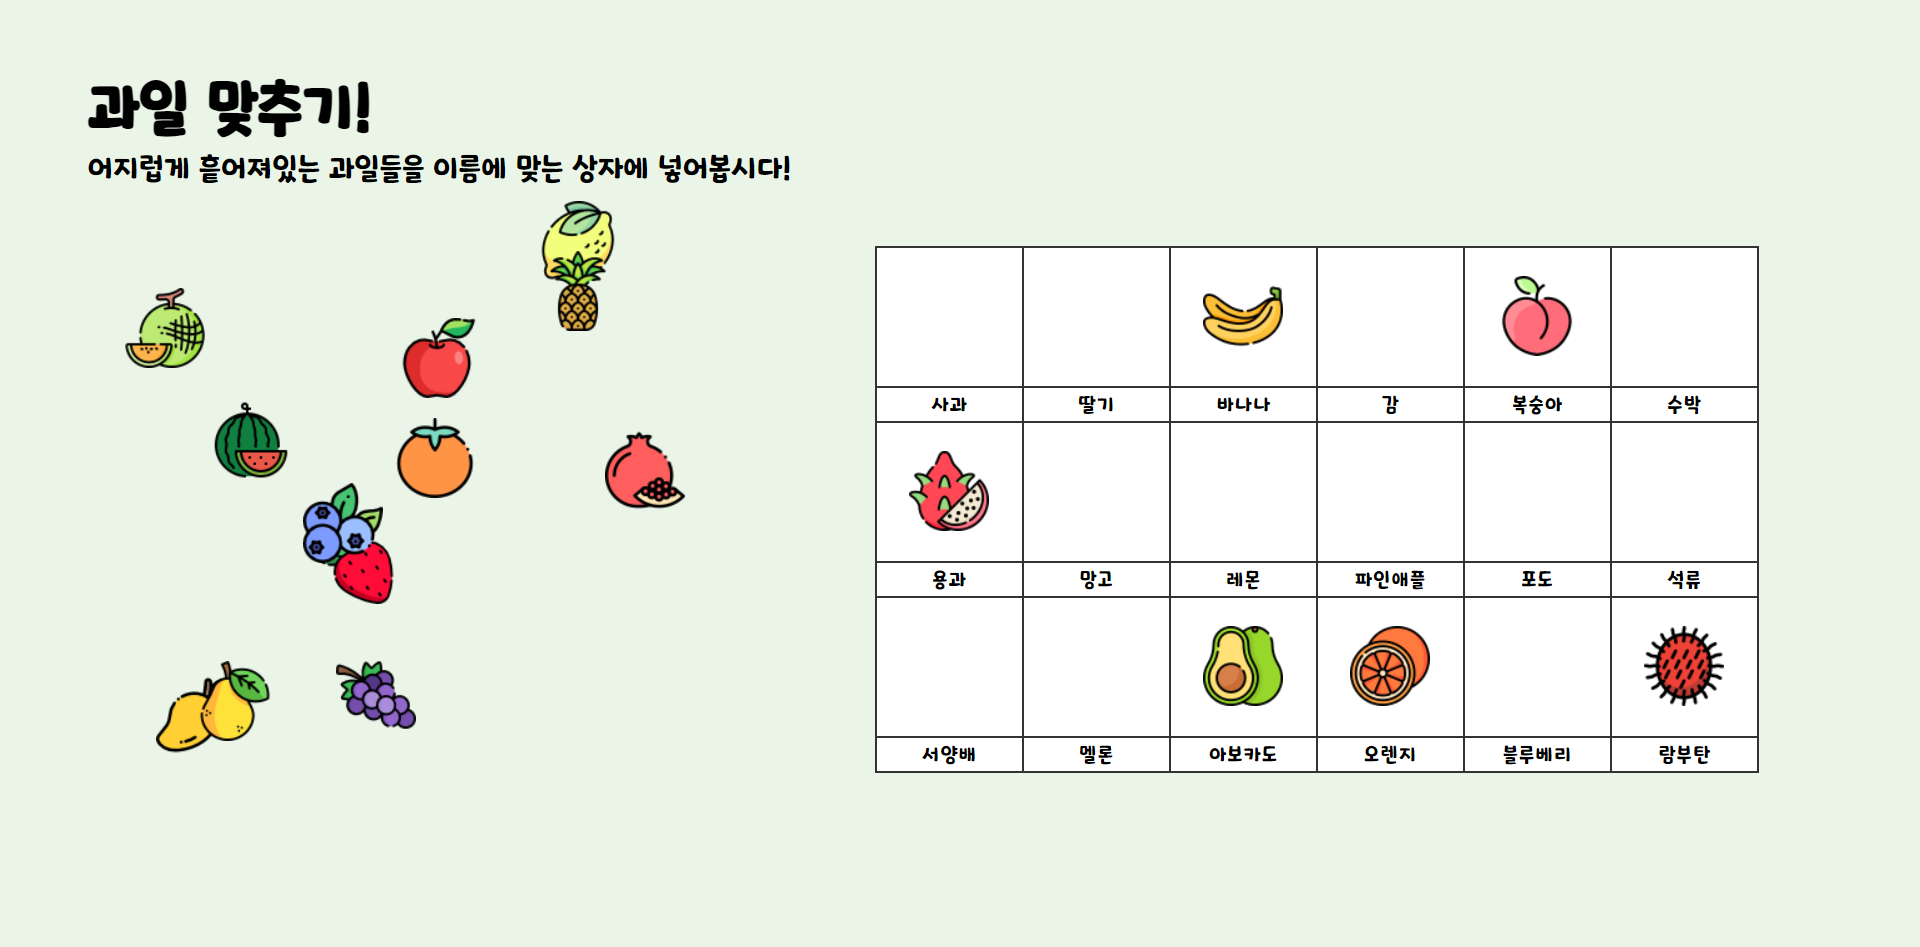 과일 맞추기!
어지럽게 흩어져있는 과일들을 이름에 맞는 상자에 넣어봅시다!
사과 딸기 바나나 감 복숭아 수박
용과 망고 레몬 파인애플 포도 석류
서양배 멜론 아보카도 오렌지 블루베리 람부탄